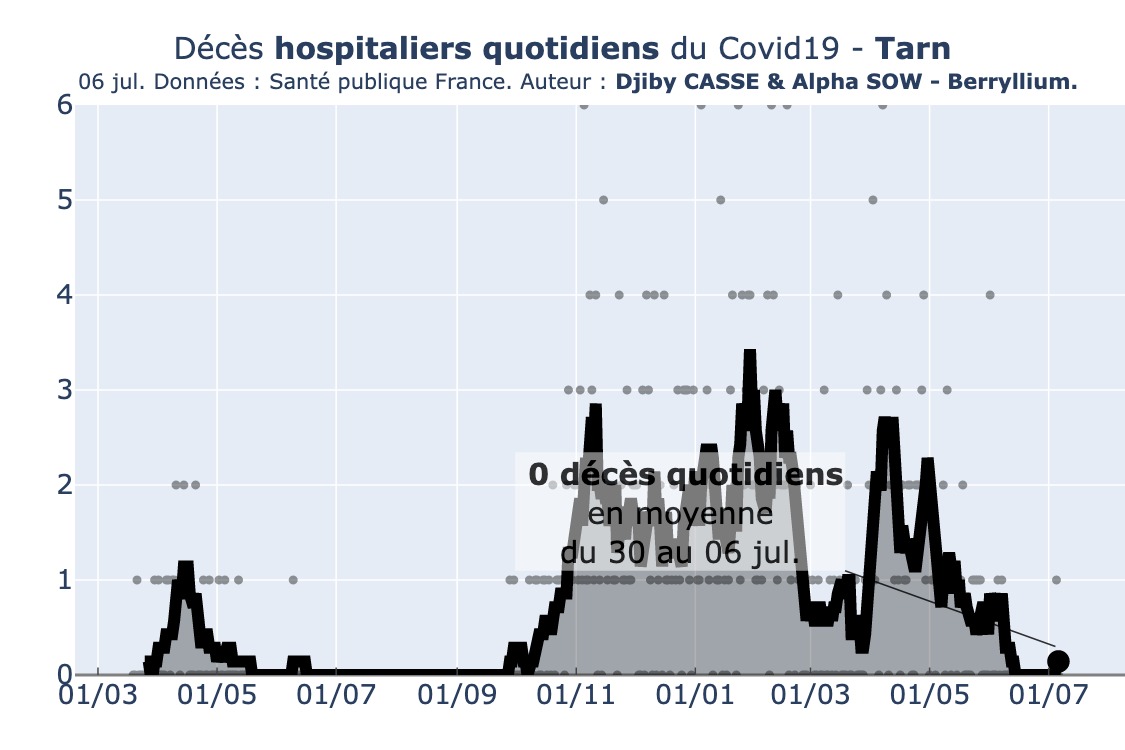 Décès hospitaliers quotidiens du Covid19 - Tarn
06 jul. Données : Santé publique France. Auteur : Djiby CASSE & Alpha SOW - Berryllium.
6
5
4
3
2
1
0
0 décès quotidiens
en moyenne
du 30 au 06 jul.
01/03 01/05 01/07 01/09 01/11 01/01 01/03 01/05 01/07